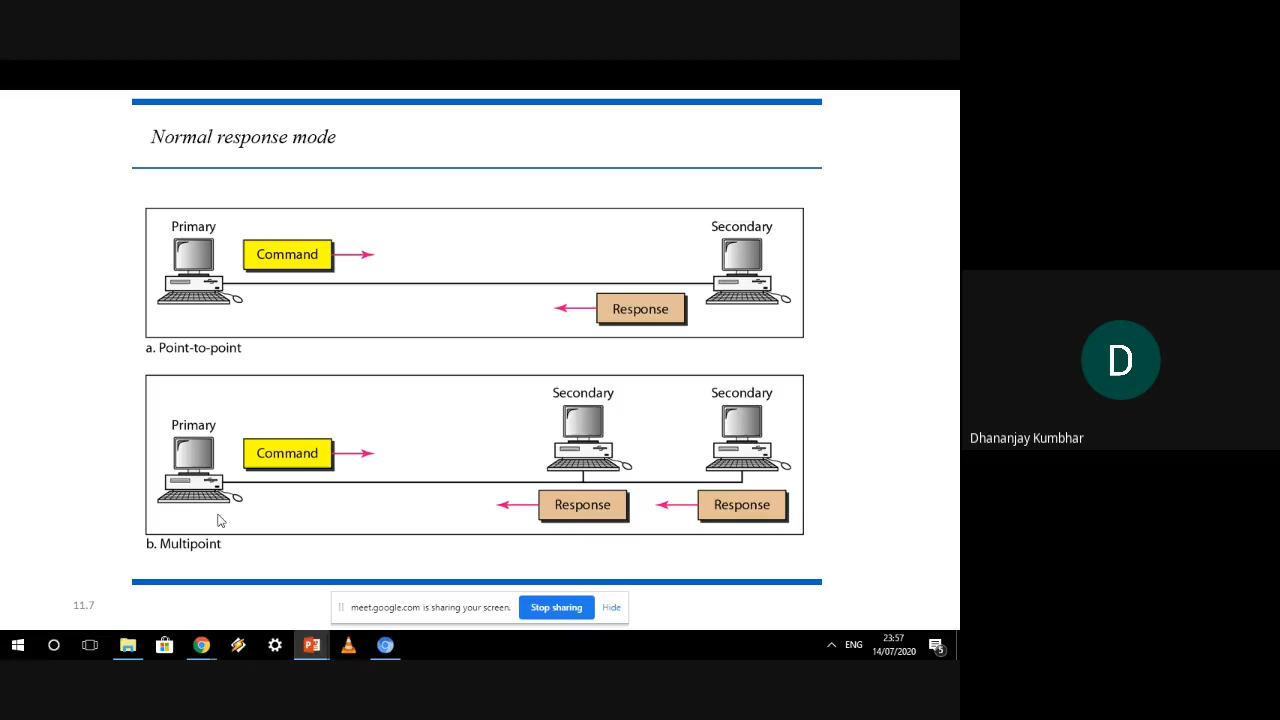 Normal response mode
Primary
Secondary
Command
Response
a. Point-to-point
Secondary
Secondary
Primary
Command
Response
Response
b. Multipoint
11.7
meet.google.com is sharing your screen.
Stop sharing
Hide
D
Dhananjay Kumbhar
ENG
23:57
14/07/2020
5